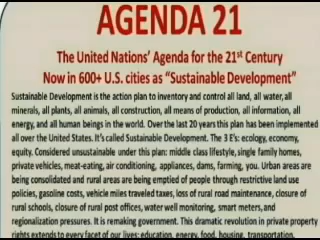 AGENDA 21
The United Nations' Agenda for the 21st Century
Now in 600+ U.S. cities as "Sustainable Development"
Sustainable Development is the action plan to inventory and control all land, all water, all
minerals, all plants, all animals, all construction, all means of production, all information, all
energy, and all human beings in the world. Over the last 20 years this plan has been implemented
all over the United States. It's called Sustainable Development. The 3 E's: ecology, economy,
equity. Considered unsustainable under this plan: middle class lifestyle, single family homes,
private vehicles, meat-eating, air conditioning, appliances, dams, farming, you. Urban areas are
being consolidated and rural areas are being emptied of people through restrictive land use
policies, gasoline costs, vehicle miles traveled taxes, loss of rural road maintenance, closure of
rural schools, closure of rural post offices, water well monitoring, smart meters, and
regionalization pressures. It is remaking government. This dramatic revolution in private property
rights extends to every facet of our lives: education, energy, food, housing, transportation,